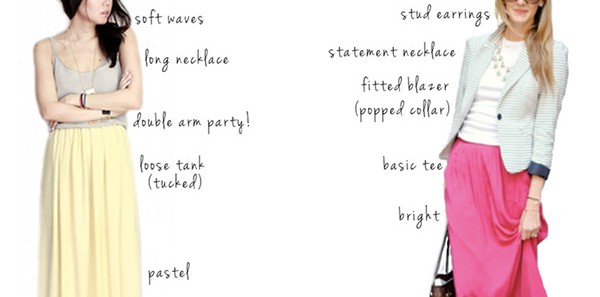 soft waves
long necklace
double arm party!
loose tank
(tucked)
pastel
stud earrings
statement necklace
fitted blazer
(popped collar)
basic tee
bright